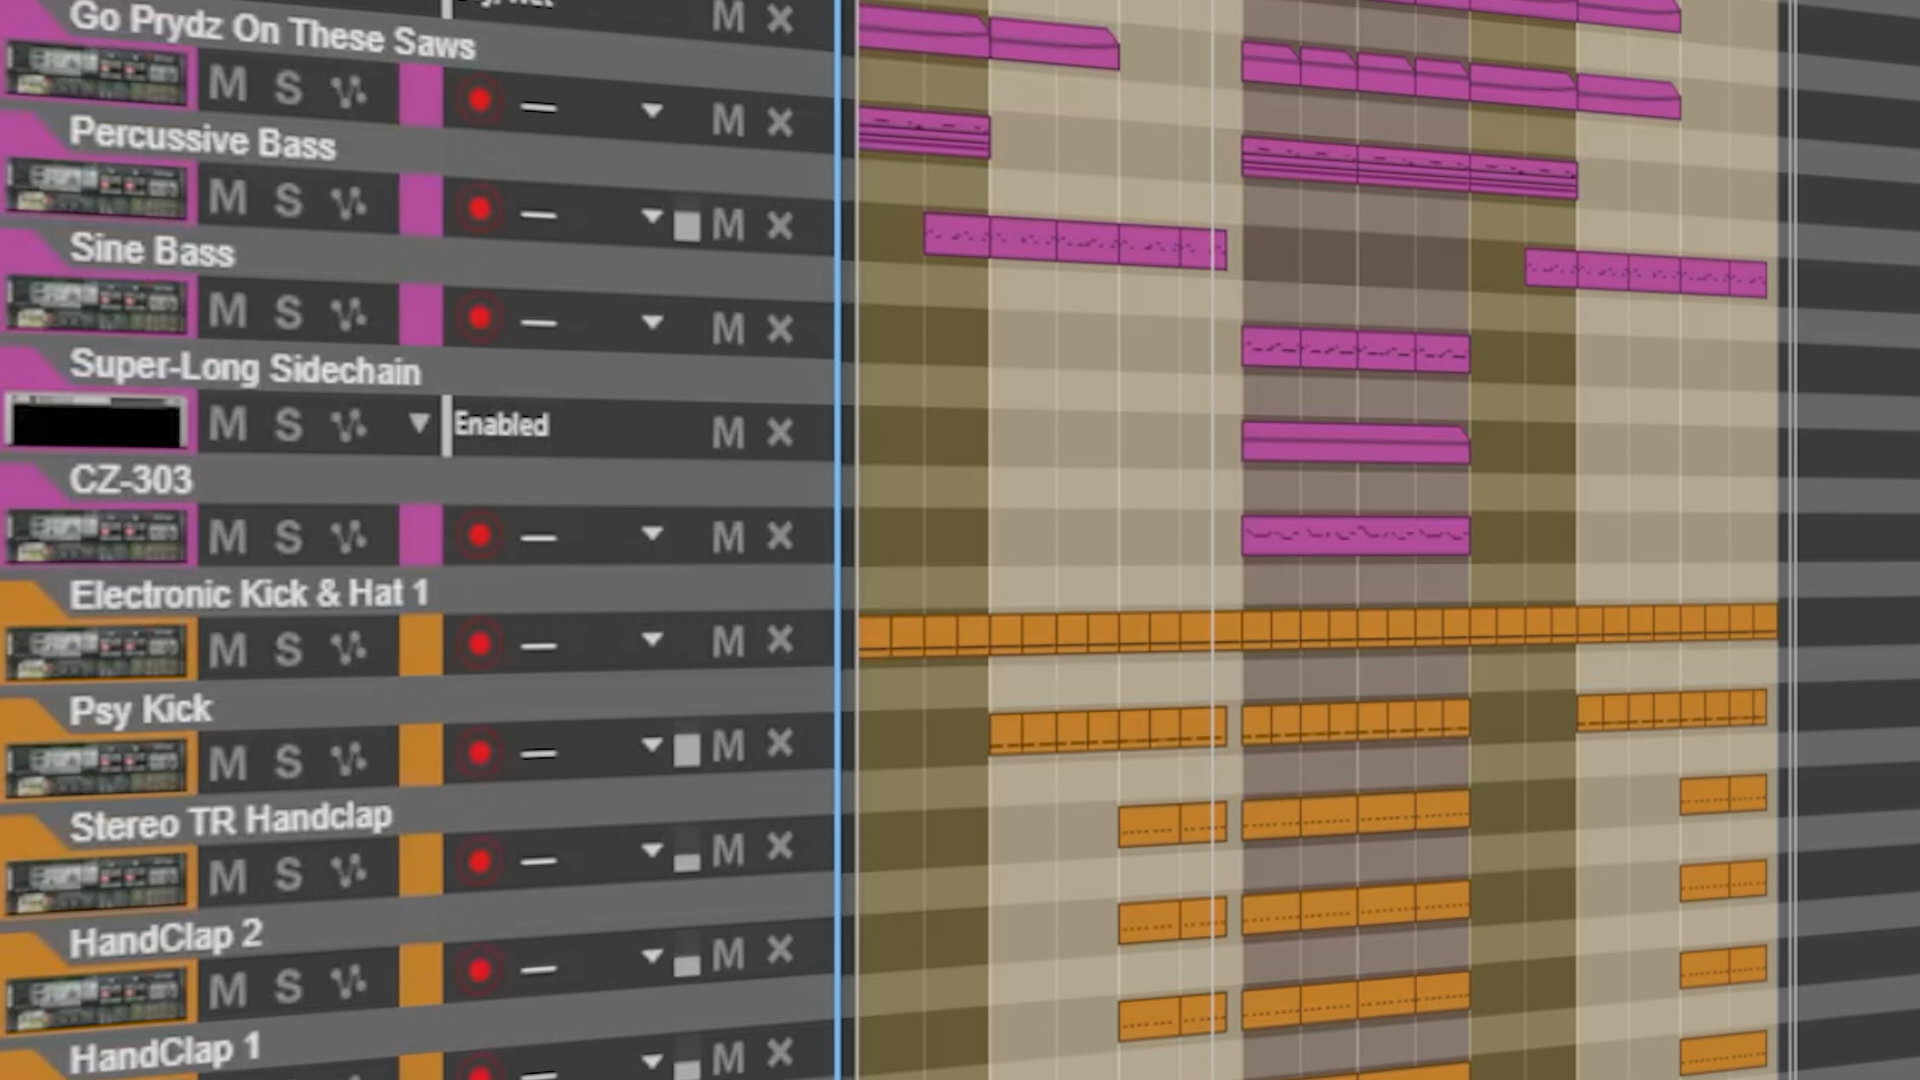 M
Go Prydz On These Saws
M S M
Percussive Bass
M S M
Sine Bass
M S M
Super-Long Sidechain
M S Enabled M
CZ-303
M S M
Electronic Kick & Hat 1
M S M
Psy Kick
M S M
Stereo TR Handclap
M S M
HandClap 2
M S M
HandClap 1
M